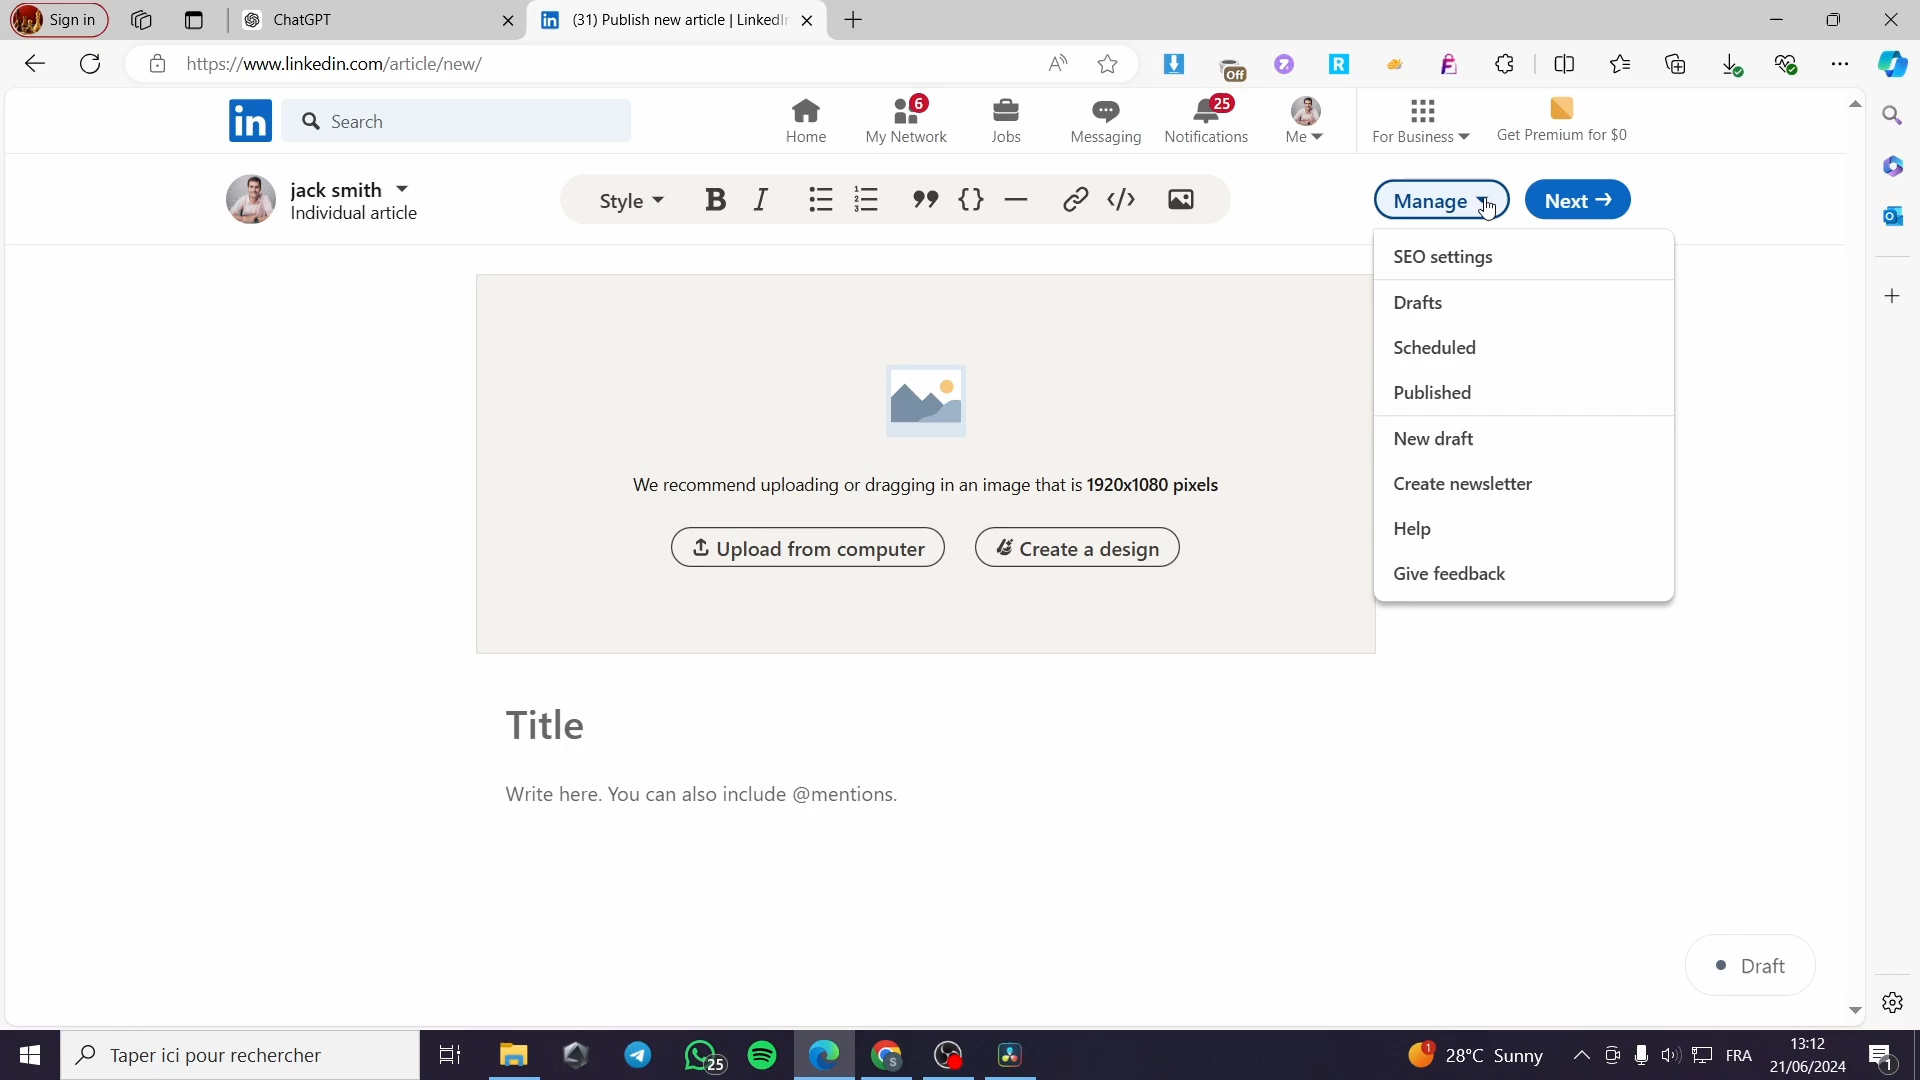 Sign in
ChatGPT
(31) Publish new article | LinkedIn
https://www.linkedin.com/article/new/
Off
in
Search
Home
6
My Network
Jobs
Messaging
25
Notifications
Me
For Business
Get Premium for $0
jack smith
Individual article
Style
B
I
Manage
Next →
SEO settings
Drafts
Scheduled
Published
New draft
Create newsletter
Help
Give feedback
We recommend uploading or dragging in an image that is 1920x1080 pixels
Upload from computer
Create a design
Title
Write here. You can also include @mentions.
Draft
Taper ici pour rechercher
25
S
1
28°C Sunny
FRA
13:12
21/06/2024
1